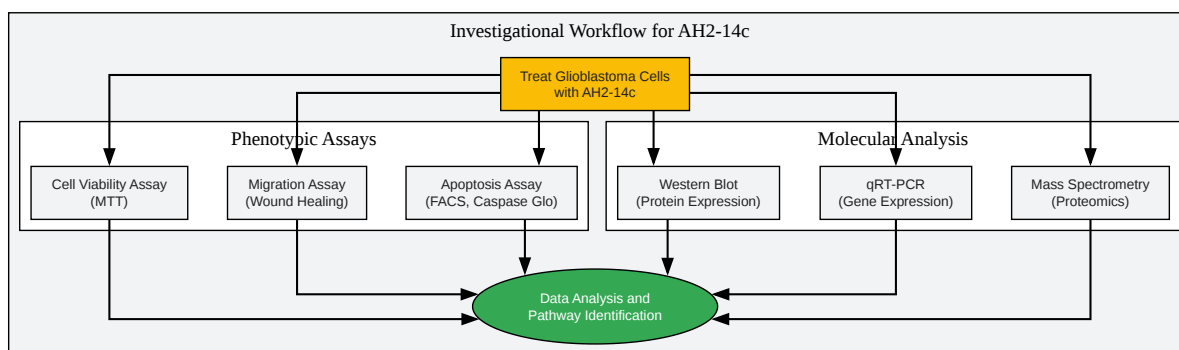 Investigational Workflow for AH2-14c
Treat Glioblastoma Cells
with AH2-14c
Phenotypic Assays
Molecular Analysis
Cell Viability Assay
(MTT)
Migration Assay
(Wound Healing)
Apoptosis Assay
(FACS, Caspase Glo)
Western Blot
(Protein Expression)
qRT-PCR
(Gene Expression)
Mass Spectrometry
(Proteomics)
Data Analysis and
Pathway Identification